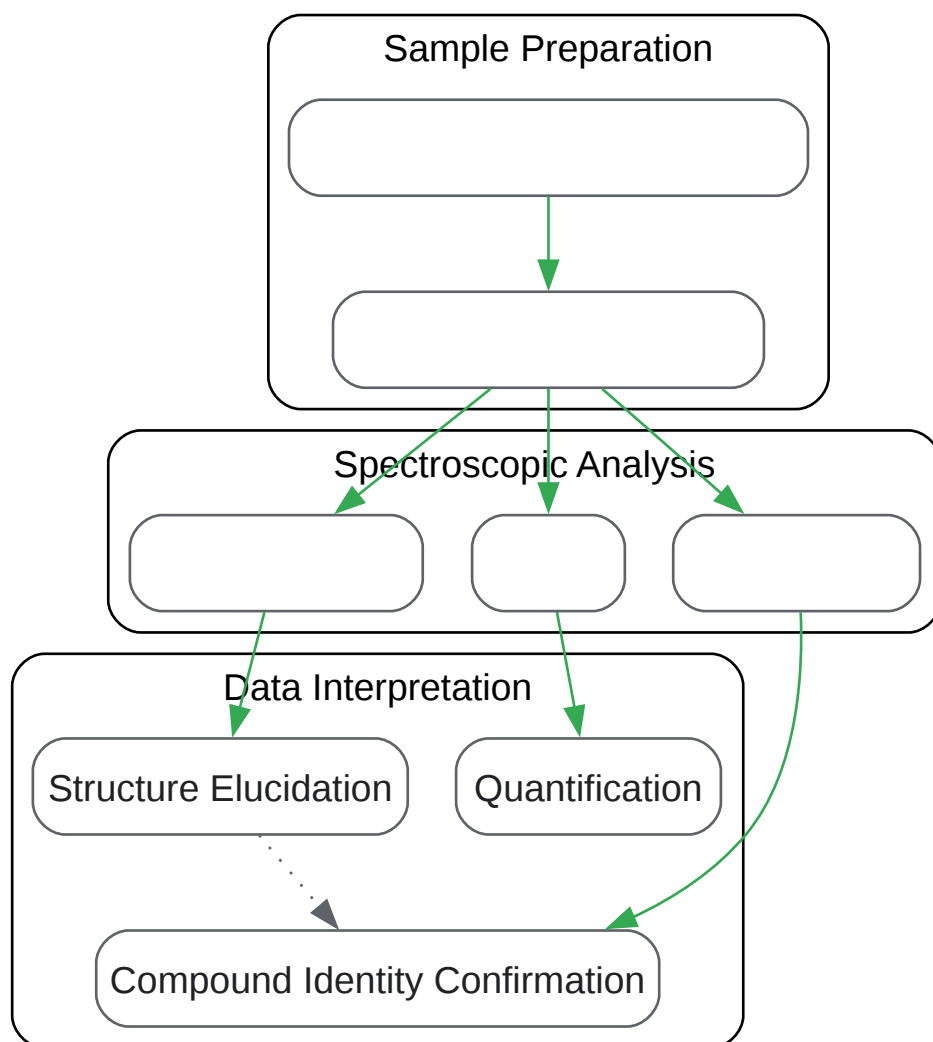 Sample Preparation
Spectroscopic Analysis
Data Interpretation
Structure Elucidation
Quantification
Compound Identity Confirmation